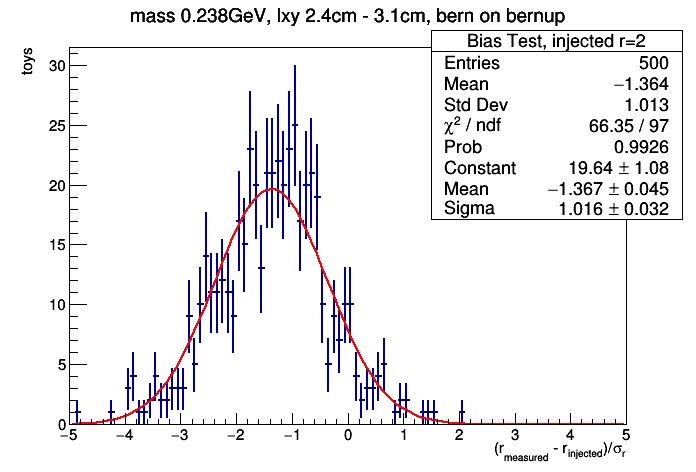 mass 0.238GeV, lxy 2.4cm - 3.1cm, bern on bernup
toys
Bias Test, injected r=2
Entries 500
Mean −1.364
Std Dev 1.013
χ² / ndf 66.35 / 97
Prob 0.9926
Constant 19.64 ± 1.08
Mean −1.367 ± 0.045
Sigma 1.016 ± 0.032
30
25
20
15
10
5
0
−5 −4 −3 −2 −1 0 1 2 3 4 5
(r_measured - r_injected)/σ_r